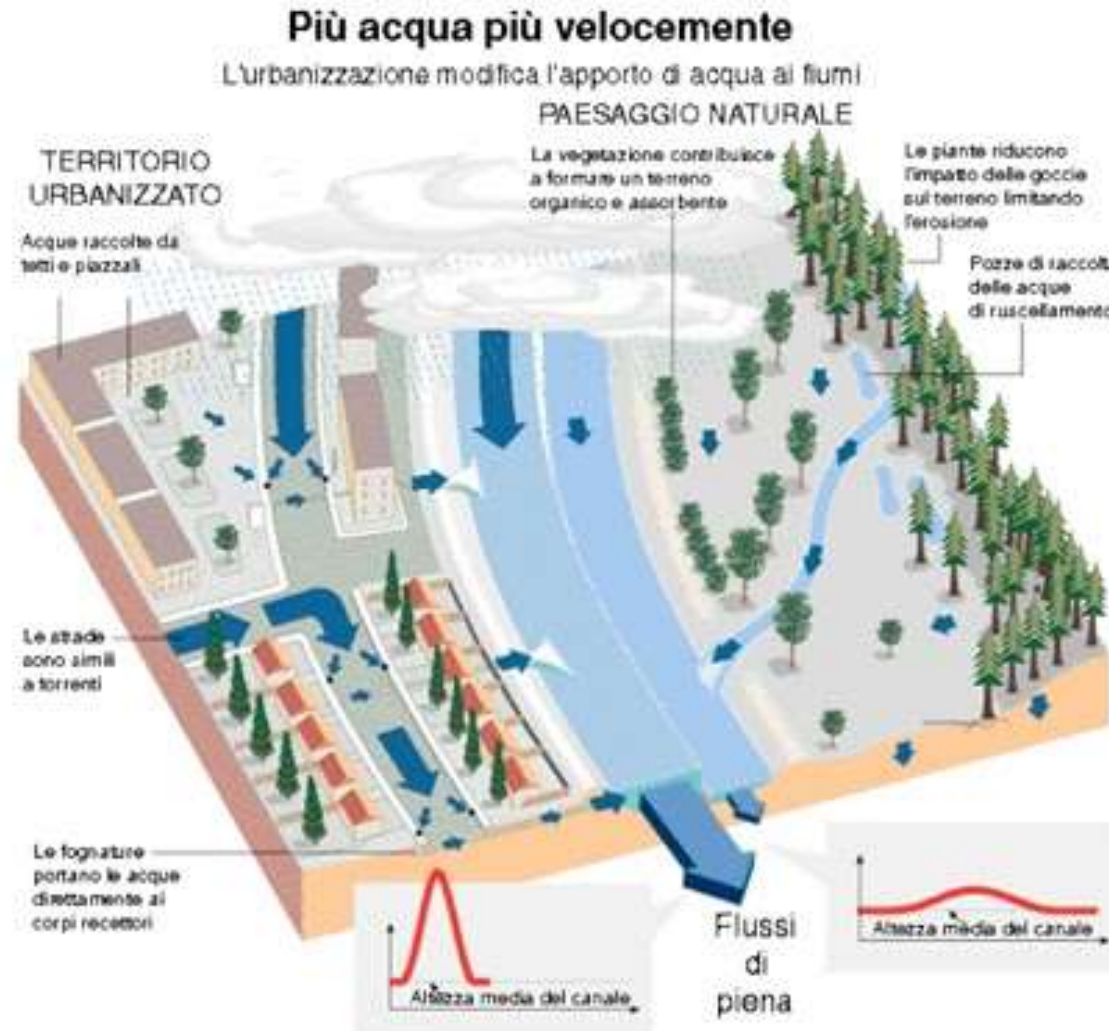 Più acqua più velocemente
L'urbanizzazione modifica l'apporto di acqua ai fiumi
PAESAGGIO NATURALE
TERRITORIO
URBANIZZATO
Acque raccolte da
tetti e piazzali
La vegetazione contribuisce
a formare un terreno
organico e assorbente
Le piante riducono
l'impatto delle goccie
sul terreno limitando
l'erosione
Pozze di raccolta
delle acque
di ruscellamento
Le strade
sono simili
a torrenti
Le fognature
portano le acque
direttamente ai
corpi recettori
Altezza media del canale
Flussi
di
piena
Altezza media del canale